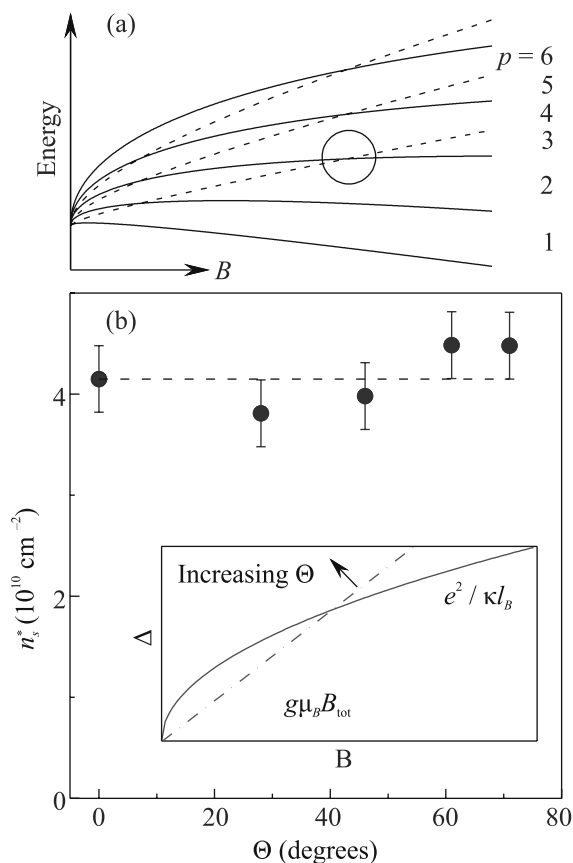 (a)
Energy
B
p = 6
5
4
3
2
1
(b)
n_s^* (10^10 cm^−2)
4
2
0
Increasing Θ
e^2 / κl_B
Δ
gμ_B B_tot
B
0 20 40 60 80
Θ (degrees)